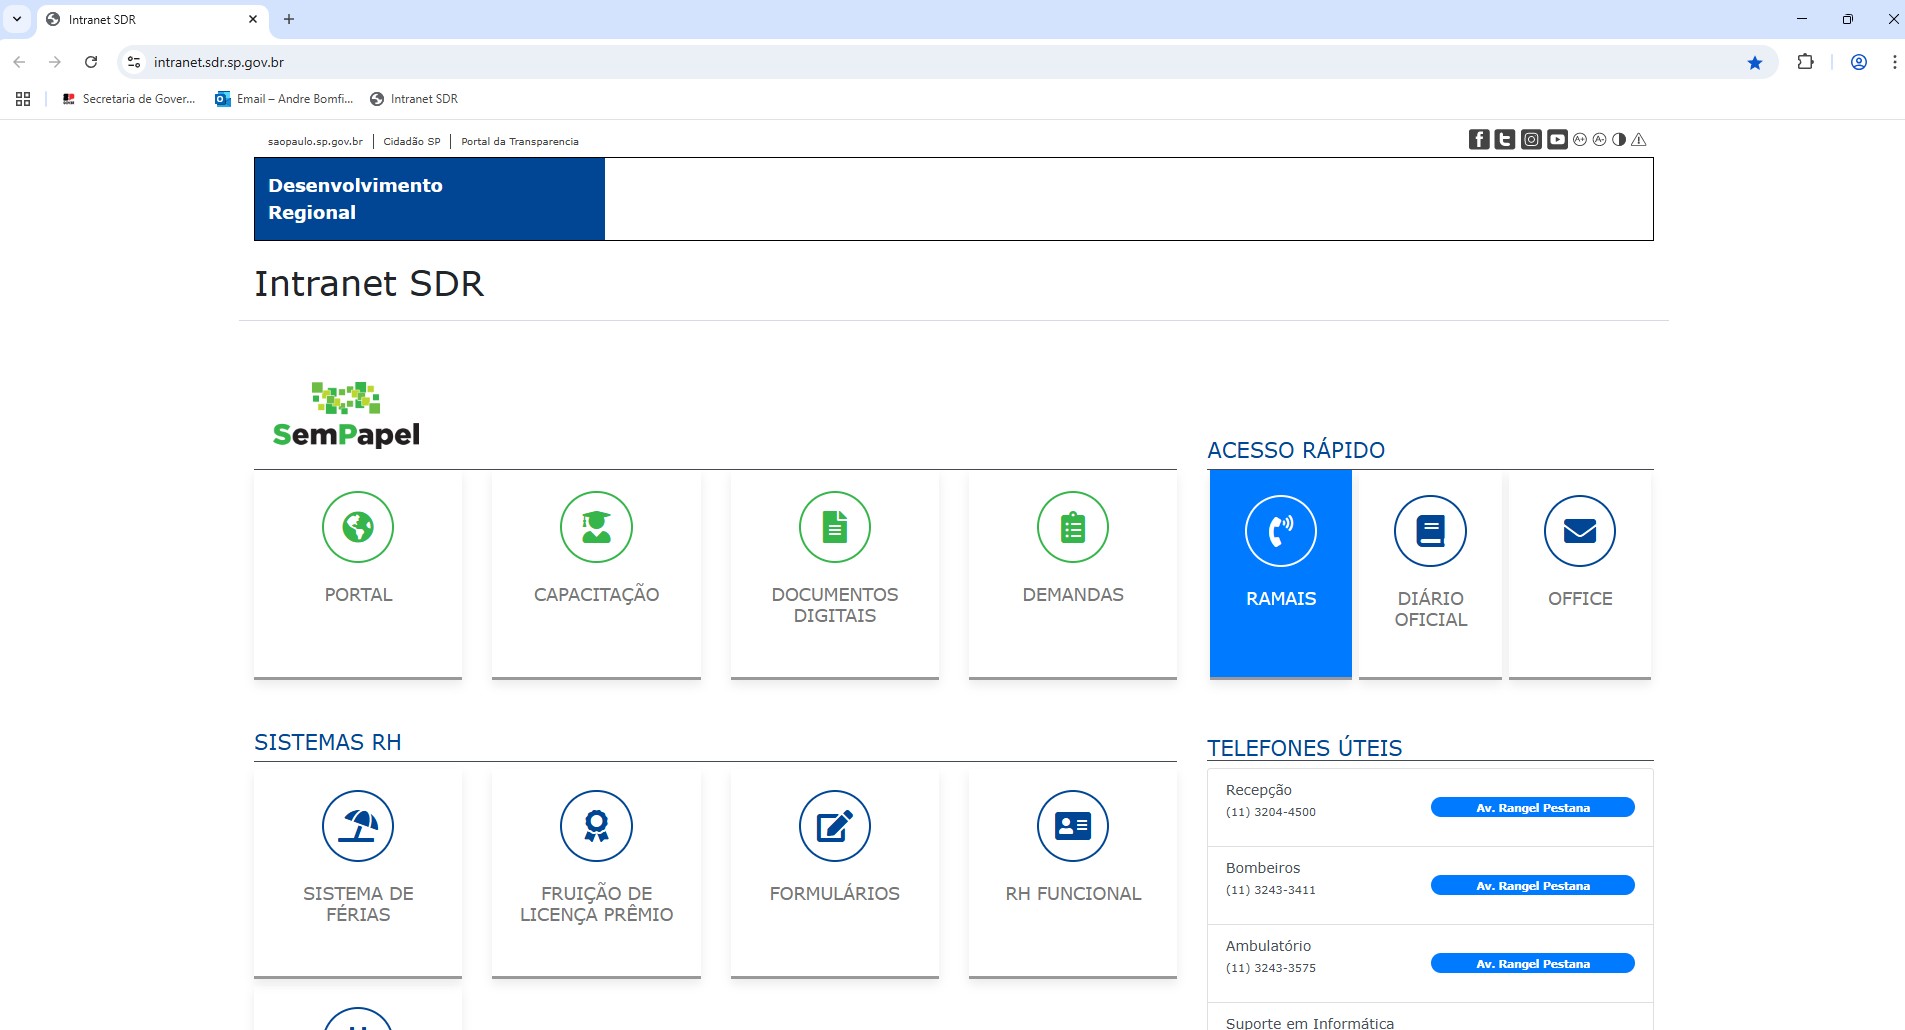 Intranet SDR
intranet.sdr.sp.gov.br
Secretaria de Gover...
Email – Andre Bomfi...
Intranet SDR
saopaulo.sp.gov.br
Cidadão SP
Portal da Transparencia
A+
A-
Desenvolvimento
Regional
Intranet SDR
SemPapel
PORTAL
CAPACITAÇÃO
DOCUMENTOS
DIGITAIS
DEMANDAS
ACESSO RÁPIDO
RAMAIS
DIÁRIO
OFICIAL
OFFICE
SISTEMAS RH
SISTEMA DE
FÉRIAS
FRUIÇÃO DE
LICENÇA PRÊMIO
FORMULÁRIOS
RH FUNCIONAL
TELEFONES ÚTEIS
Recepção
(11) 3204-4500
Av. Rangel Pestana
Bombeiros
(11) 3243-3411
Av. Rangel Pestana
Ambulatório
(11) 3243-3575
Av. Rangel Pestana
Suporte em Informática